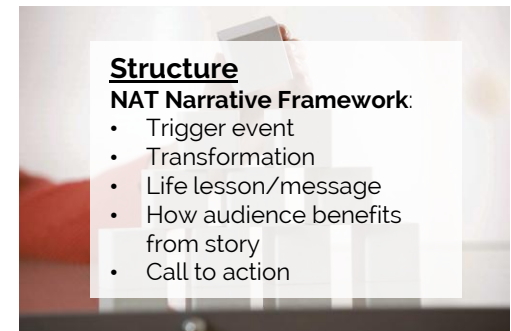 Structure
NAT Narrative Framework:
• Trigger event
• Transformation
• Life lesson/message
• How audience benefits
from story
• Call to action